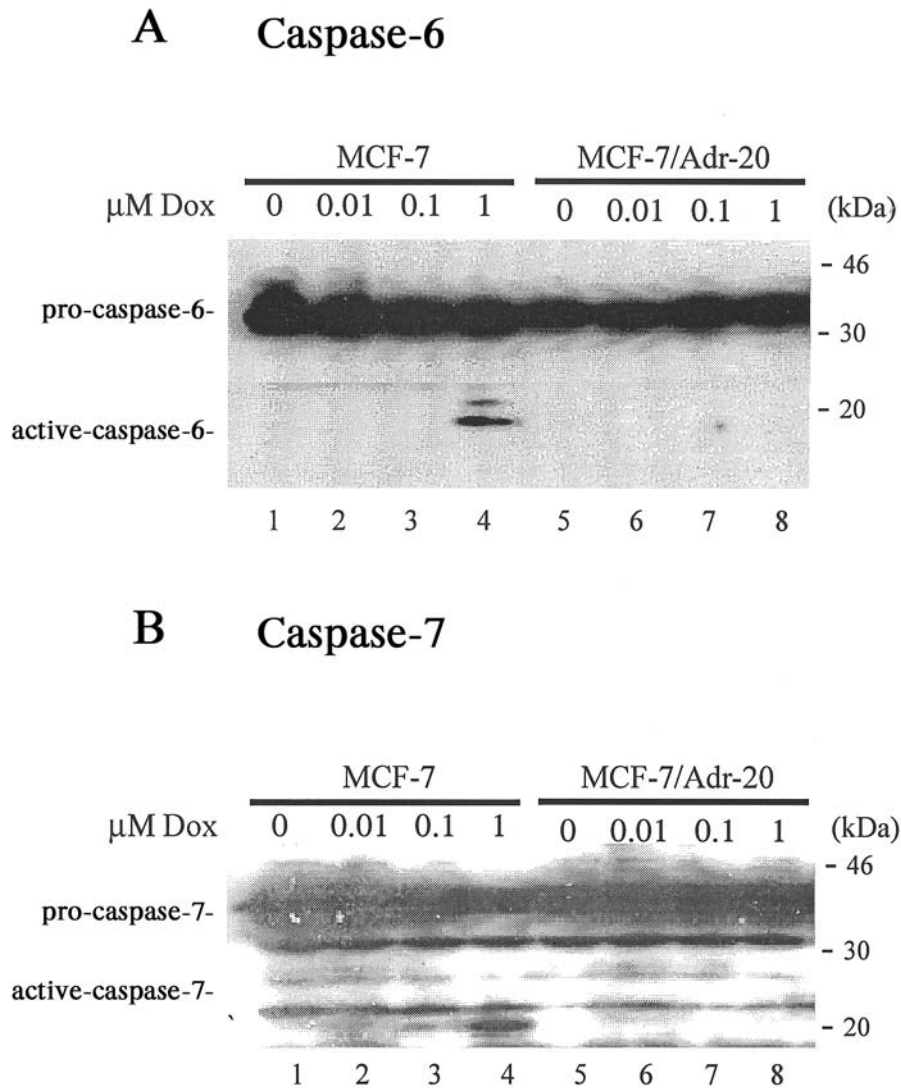 A Caspase-6
MCF-7 MCF-7/Adr-20
μM Dox 0 0.01 0.1 1 0 0.01 0.1 1 (kDa)
- 46
pro-caspase-6-
- 30
- 20
active-caspase-6-
1 2 3 4 5 6 7 8
B Caspase-7
MCF-7 MCF-7/Adr-20
μM Dox 0 0.01 0.1 1 0 0.01 0.1 1 (kDa)
- 46
pro-caspase-7-
- 30
active-caspase-7-
- 20
1 2 3 4 5 6 7 8